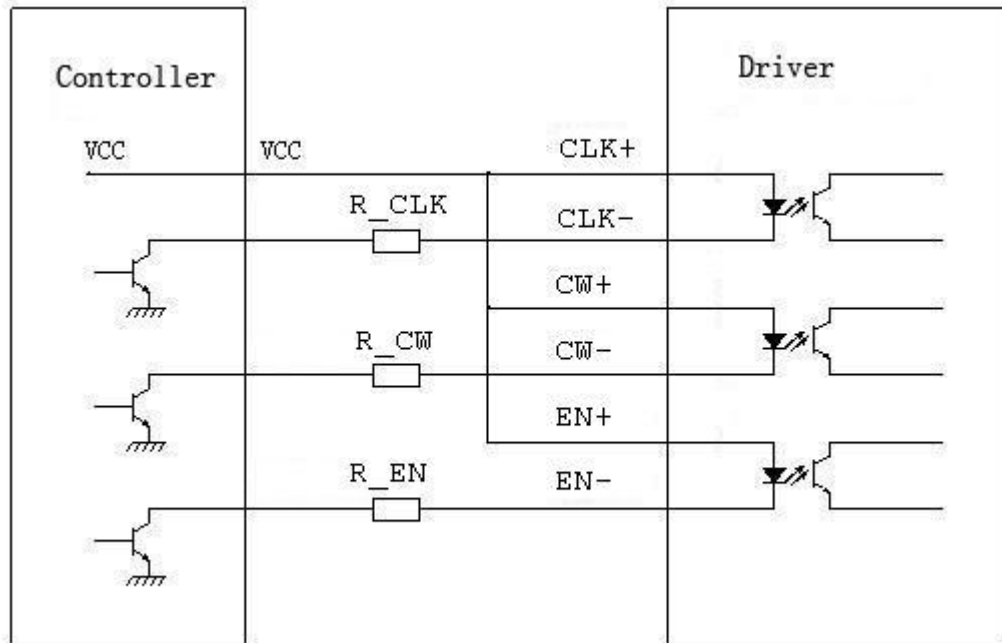 Controller
Driver
VCC
VCC
CLK+
R_CLK
CLK-
CW+
R_CW
CW-
EN+
R_EN
EN-